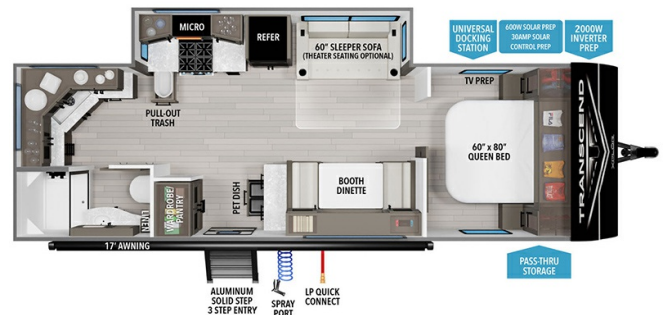 MICRO
REFER
60" SLEEPER SOFA
(THEATER SEATING OPTIONAL)
UNIVERSAL
DOCKING
STATION
600W SOLAR PREP
30AMP SOLAR
CONTROL PREP
2000W
INVERTER
PREP
TV PREP
PULL-OUT
TRASH
60" x 80"
QUEEN BED
TRANSCEND
LINEN
WARDROBE/
PANTRY
PET DISH
BOOTH
DINETTE
17' AWNING
PASS-THRU
STORAGE
ALUMINUM
SOLID STEP
3 STEP ENTRY
SPRAY
PORT
LP QUICK
CONNECT